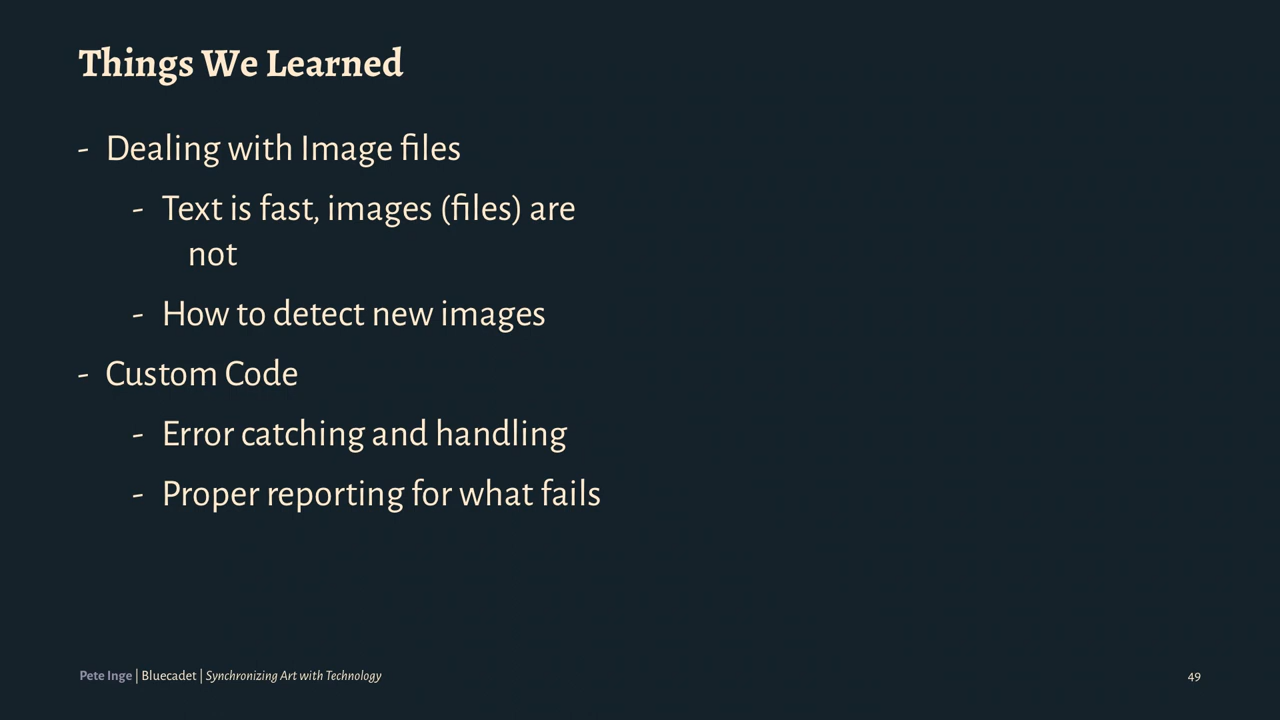 Things We Learned
- Dealing with Image files
- Text is fast, images (files) are
not
- How to detect new images
- Custom Code
- Error catching and handling
- Proper reporting for what fails
Pete Inge | Bluecadet | Synchronizing Art with Technology
49